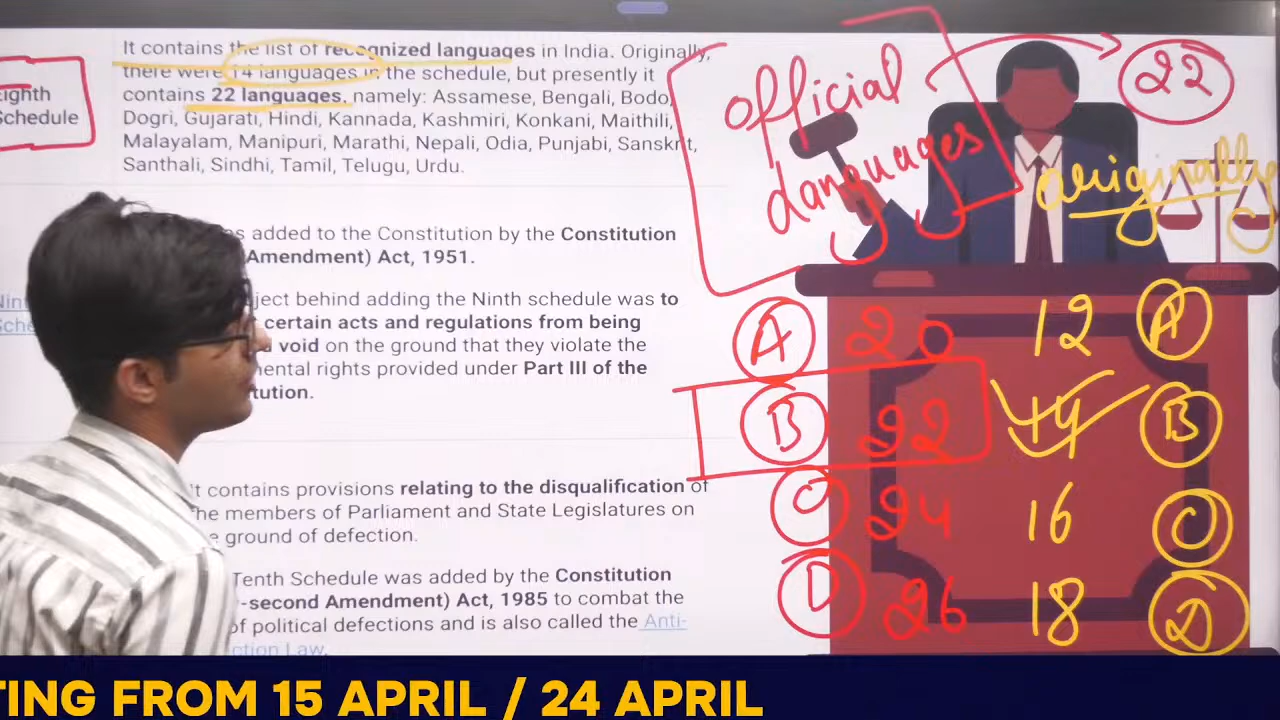 It contains the list of recognized languages in India. Originally,
there were 14 languages in the schedule, but presently it
contains 22 languages, namely: Assamese, Bengali, Bodo,
Dogri, Gujarati, Hindi, Kannada, Kashmiri, Konkani, Maithili,
Malayalam, Manipuri, Marathi, Nepali, Odia, Punjabi, Sanskrit,
Santhali, Sindhi, Tamil, Telugu, Urdu.
Eighth
Schedule
added to the Constitution by the Constitution
Amendment) Act, 1951.
behind adding the Ninth schedule was to
certain acts and regulations from being
void on the ground that they violate the
rights provided under Part III of the
It contains provisions relating to the disqualification of
the members of Parliament and State Legislatures on
ground of defection.
Tenth Schedule was added by the Constitution
-second Amendment) Act, 1985 to combat the
of political defections and is also called the Anti-
Law.
official
Languages
22
originally
A 20 12 A
B 22 14 B
C 24 16 C
D 26 18 D
FROM 15 APRIL / 24 APRIL